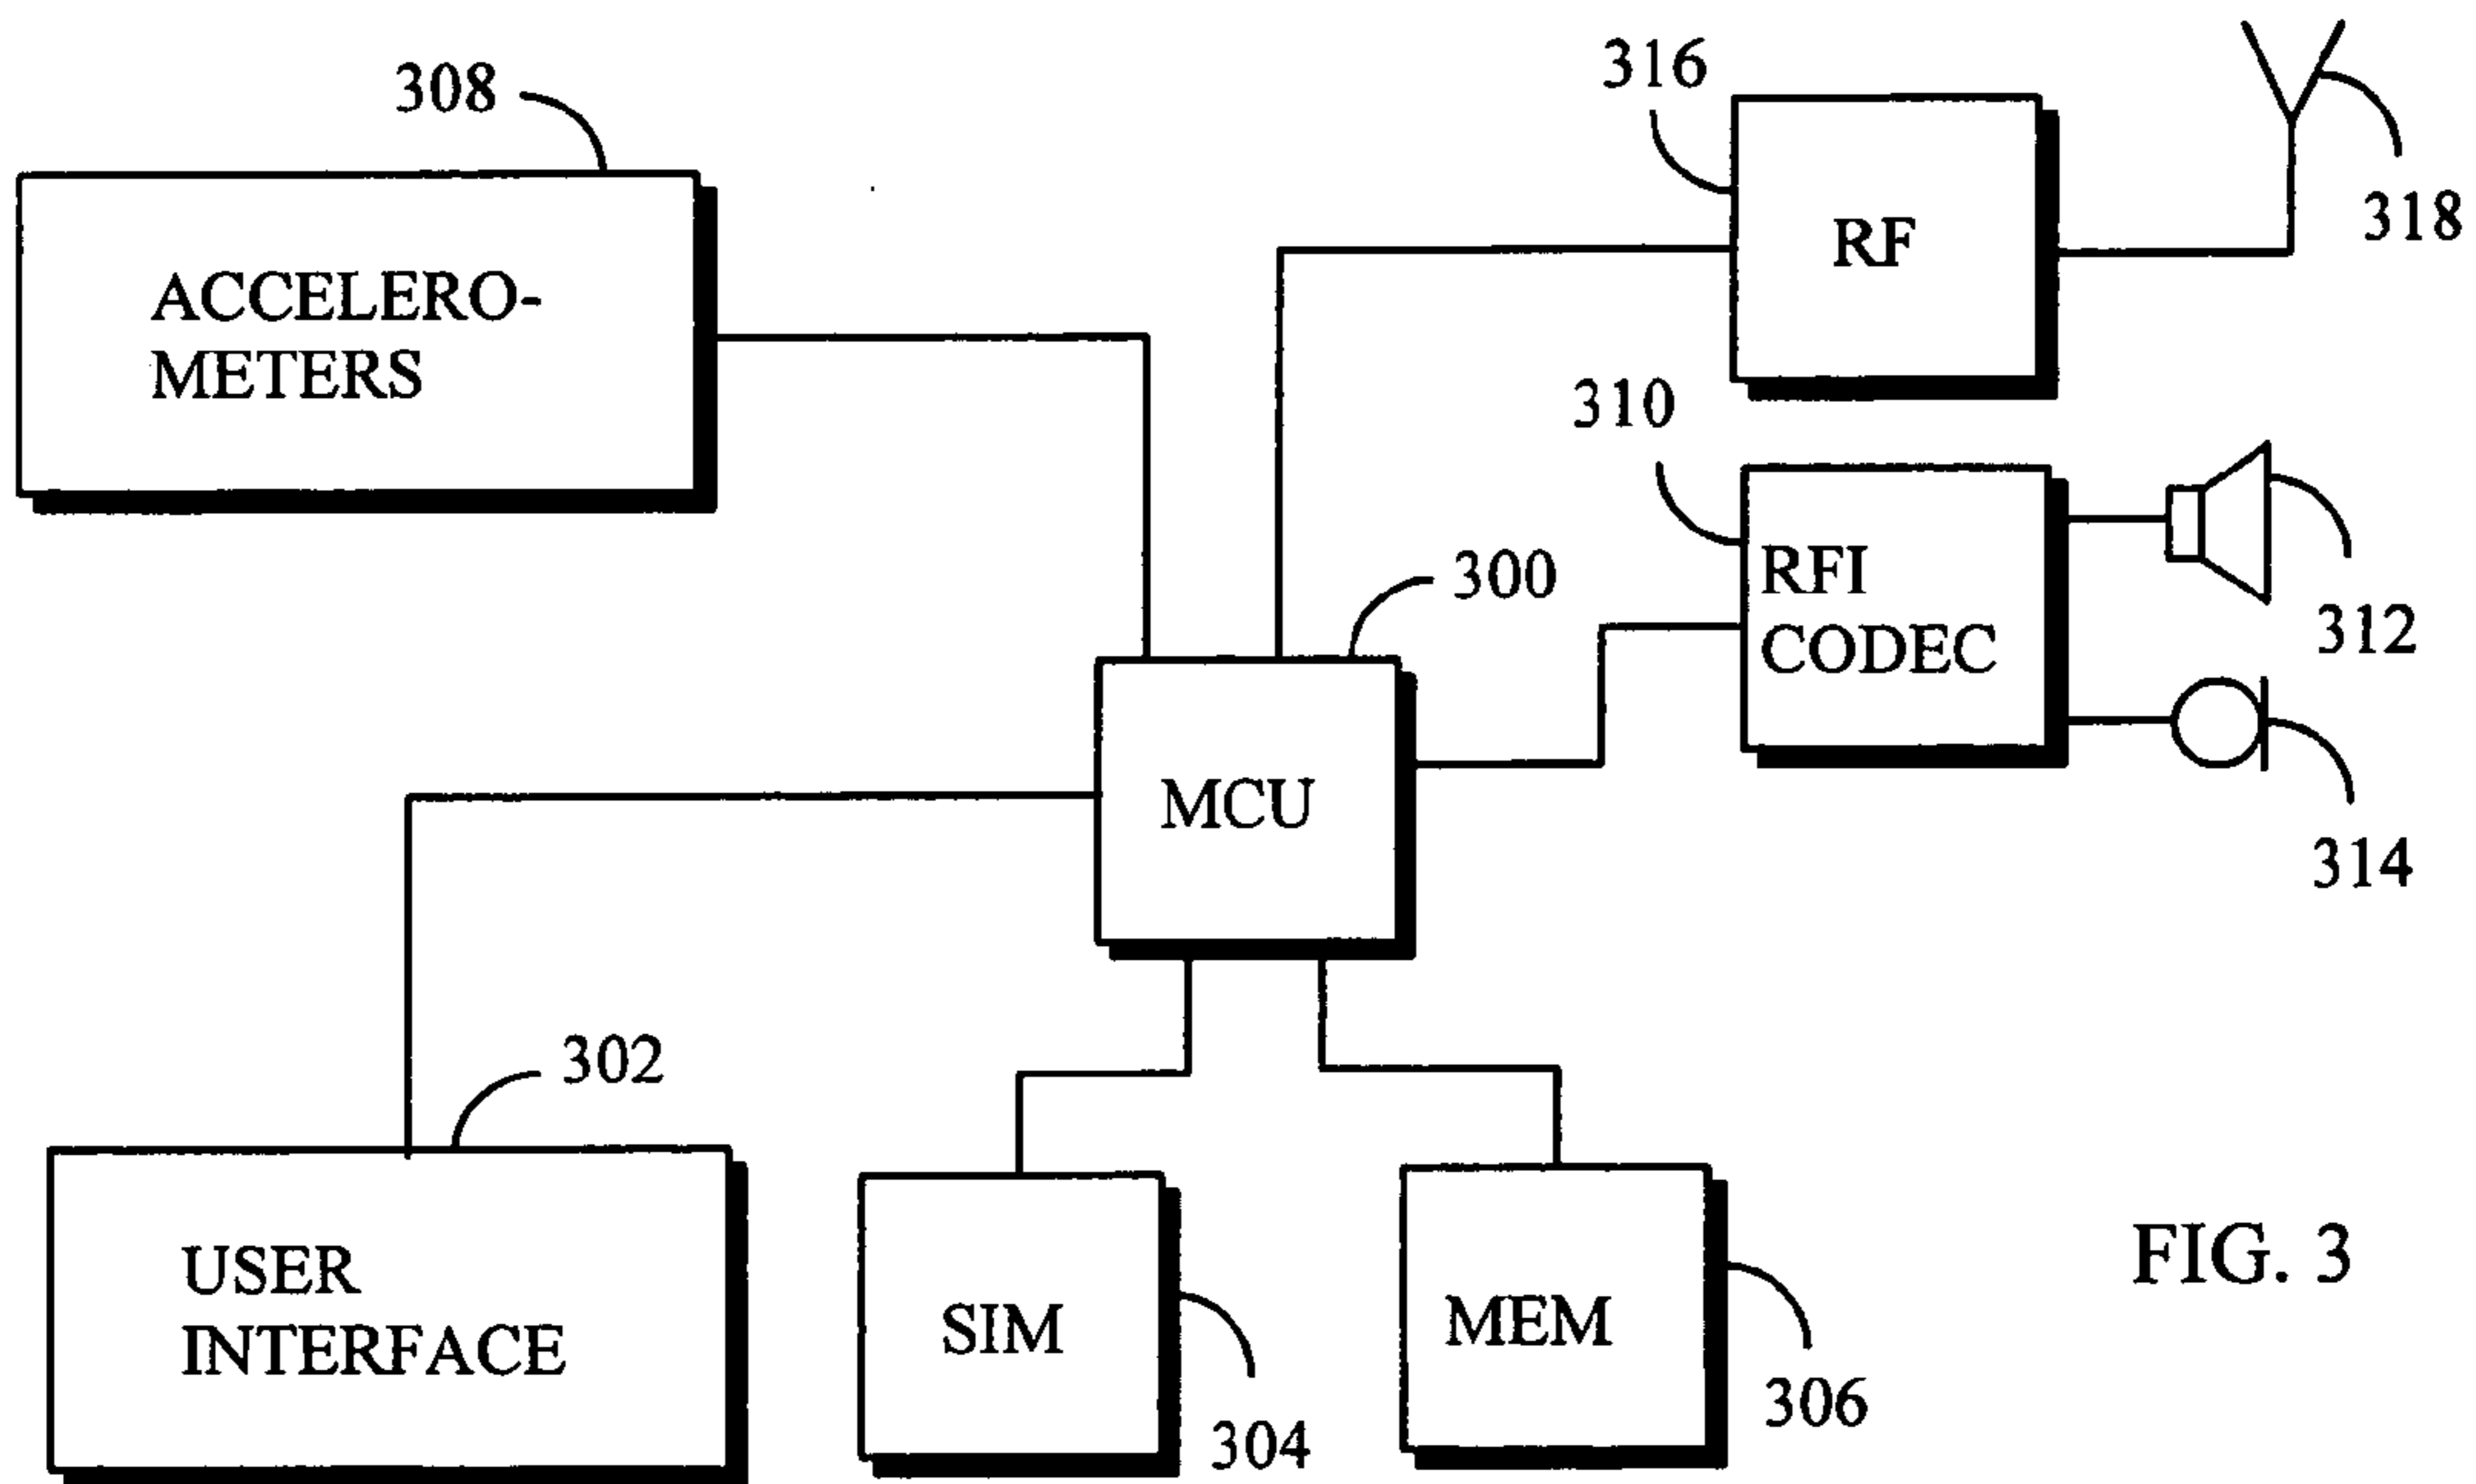 316
308
318
RF
ACCELERO-
METERS
310
RFI
CODEC
300
312
MCU
314
302
USER
INTERFACE
SIM
MEM
FIG. 3
306
304